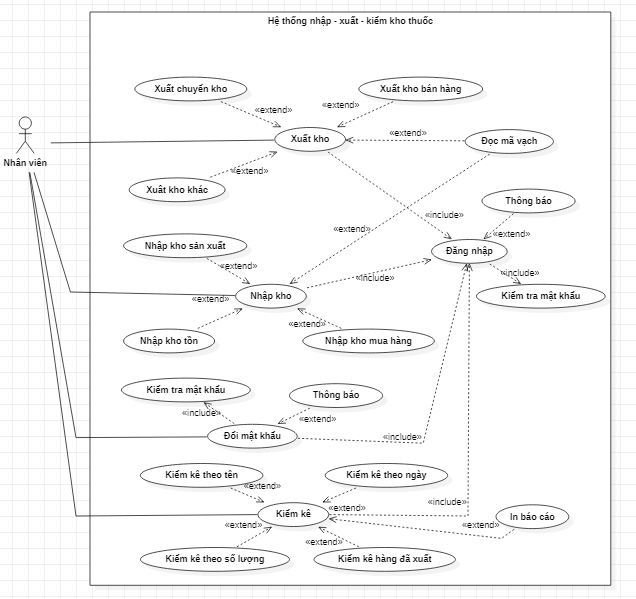 Hệ thống nhập - xuất - kiểm kho thuốc
Xuất chuyển kho
Xuất kho bán hàng
«extend»
«extend»
Xuất kho
«extend»
Đọc mã vạch
Nhân viên
«extend»
Xuât kho khác
Thông báo
«include»
«extend»
«extend»
Nhập kho sản xuất
Đăng nhập
«extend»
«include»
«include»
Nhập kho
Kiểm tra mật khẩu
«extend»
«extend»
Nhập kho tồn
Nhập kho mua hàng
Kiểm tra mật khẩu
Thông báo
«include»
«extend»
Đổi mật khẩu
«include»
Kiểm kê theo tên
Kiểm kê theo ngày
«extend»
«include»
«extend»
Kiểm kê
In báo cáo
«extend»
«extend»
«extend»
Kiểm kê theo số lượng
Kiểm kê hàng đã xuất